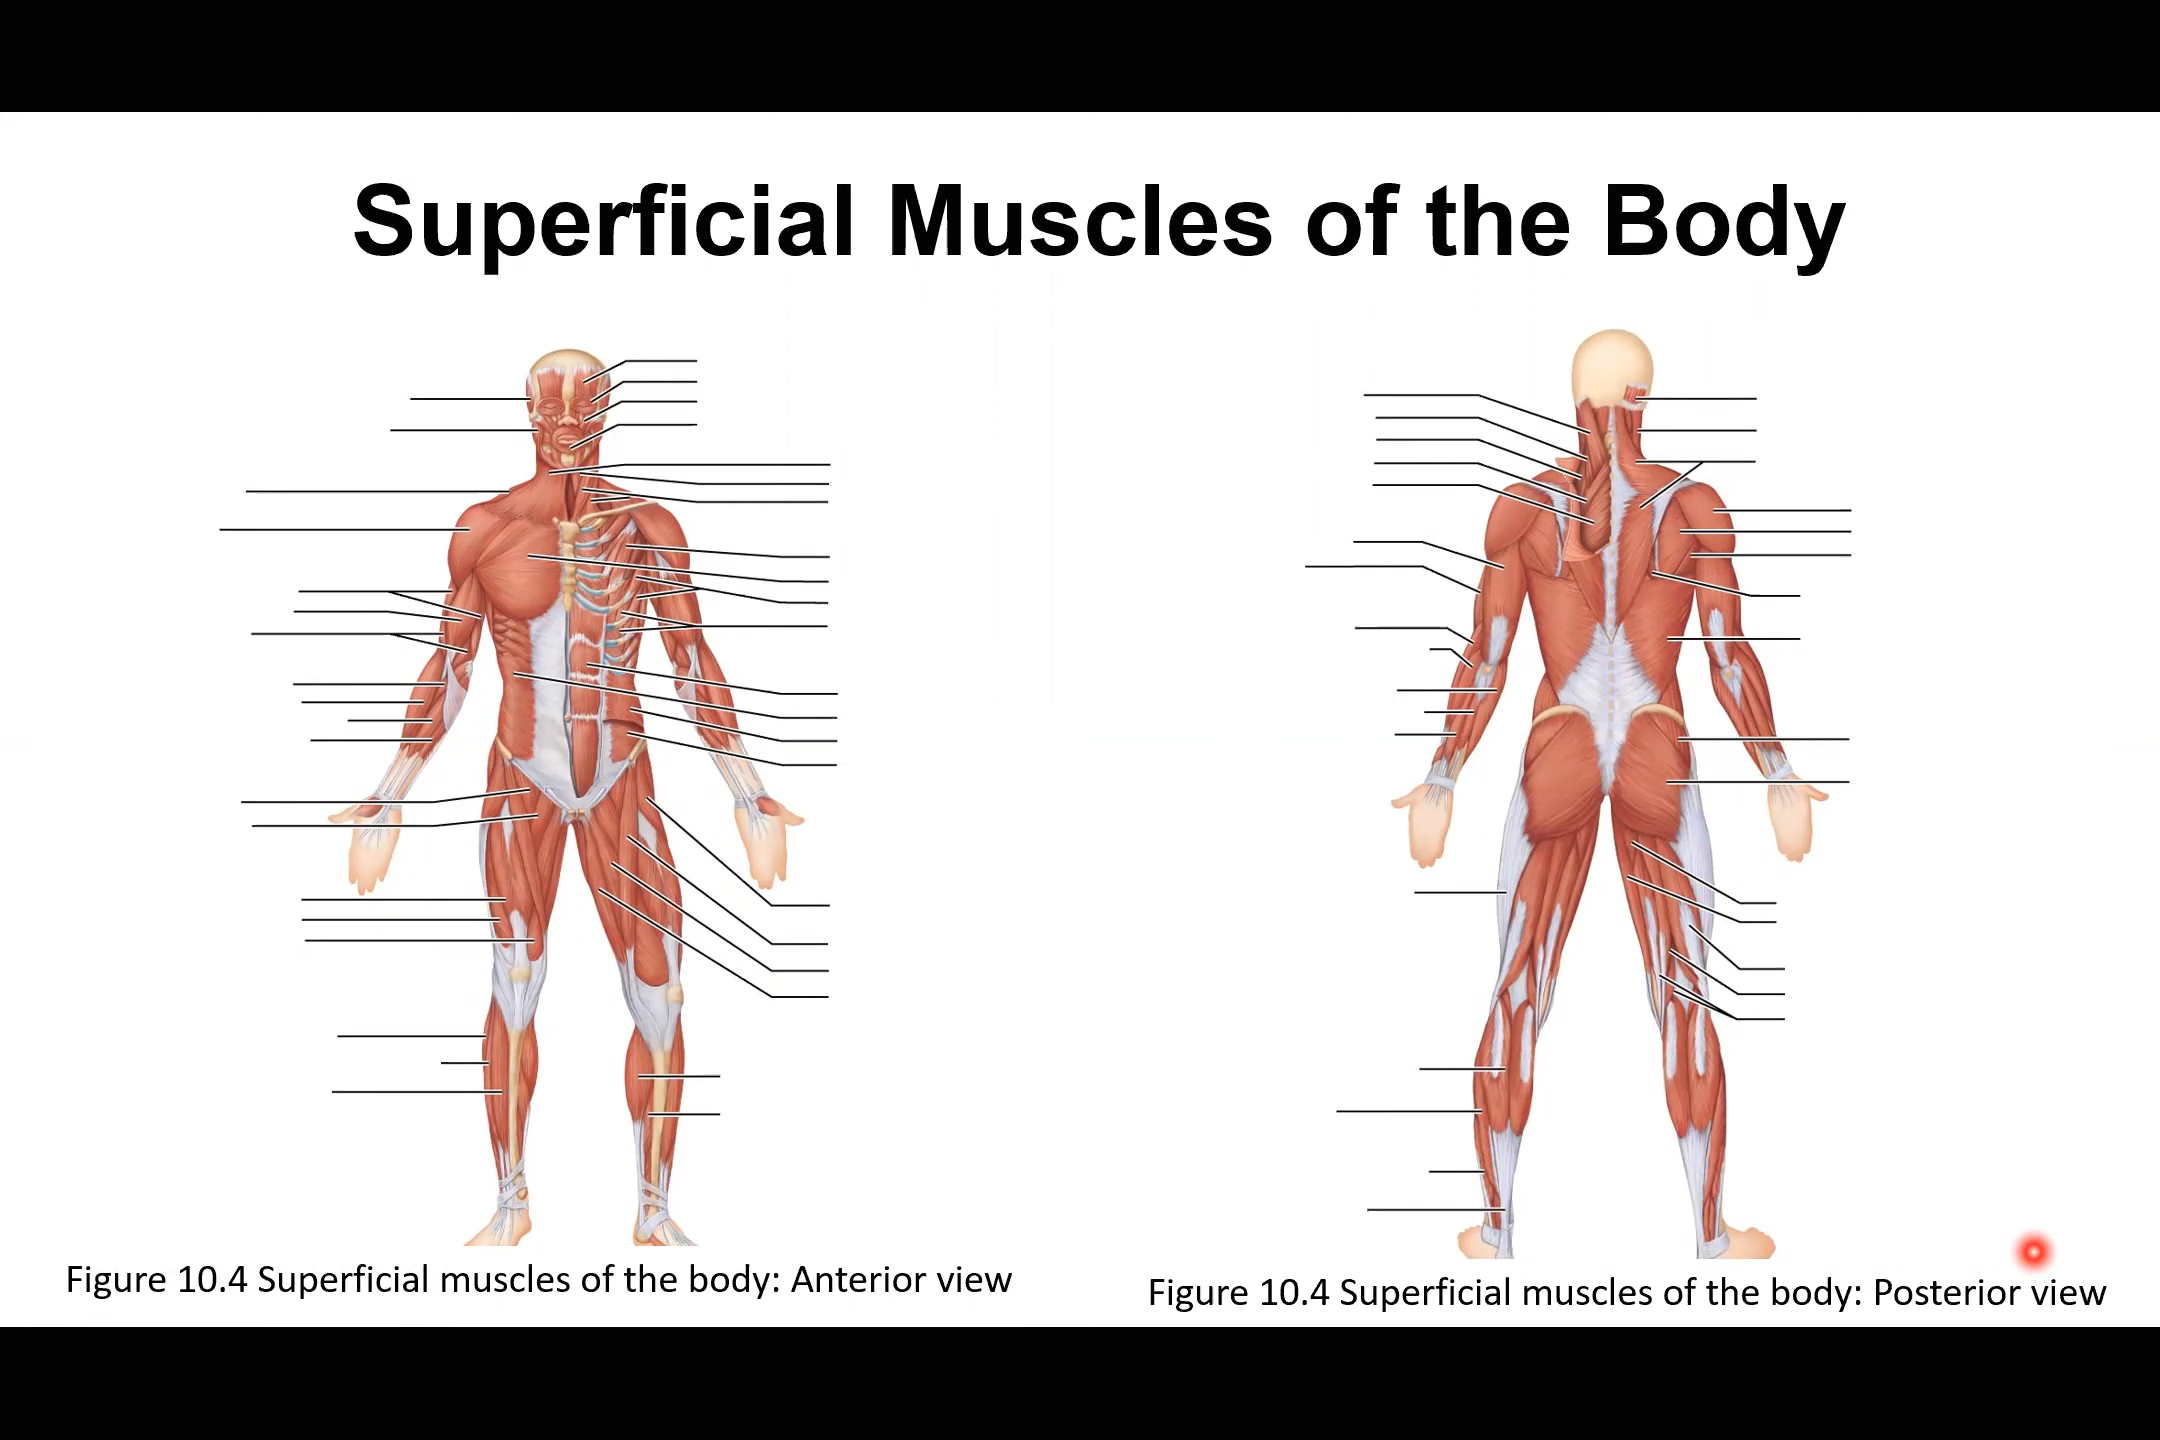 Superficial Muscles of the Body
Figure 10.4 Superficial muscles of the body: Anterior view
Figure 10.4 Superficial muscles of the body: Posterior view